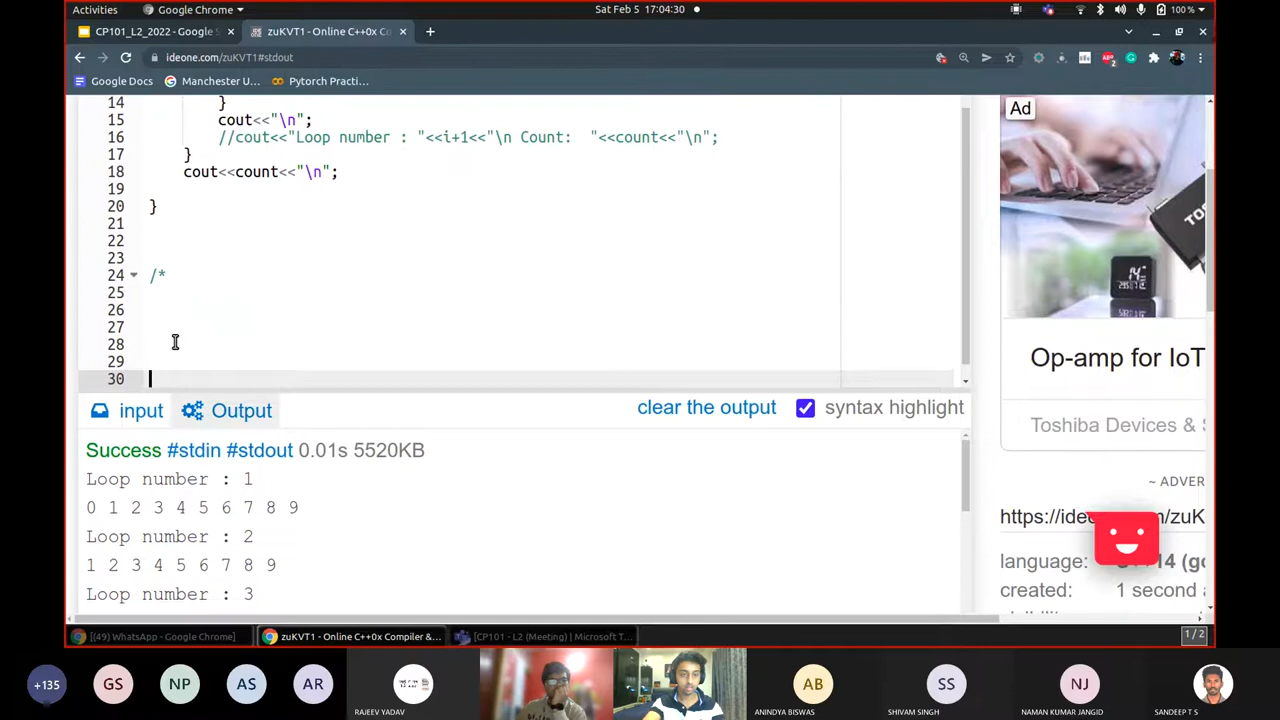 Activities Google Chrome Sat Feb 5 17:04:30 100 %
CP101_L2_2022 - Google S zuKVT1 - Online C++0x Co
ideone.com/zuKVT1#stdout
Google Docs Manchester U... Pytorch Practi...
14 }
15 cout<<"\n";
16 //cout<<"Loop number : "<<i+1<<"\n Count: "<<count<<"\n";
17 }
18 cout<<count<<"\n";
19
20 }
21
22
23
24 /*
25
26
27
28
29
30
input Output clear the output syntax highlight
Success #stdin #stdout 0.01s 5520KB
Loop number : 1
0 1 2 3 4 5 6 7 8 9
Loop number : 2
1 2 3 4 5 6 7 8 9
Loop number : 3
Ad
Op-amp for IoT
Toshiba Devices & S
~ ADVER
language:
created: 1 second a
[(49) WhatsApp - Google Chrome] zuKVT1 - Online C++0x Compiler &... [CP101 - L2 (Meeting) | Microsoft T... 1 / 2
+135 GS NP AS AR AB SS NJ
RAJEEV YADAV ANINDYA BISWAS SHIVAM SINGH NAMAN KUMAR JANGID SANDEEP T S